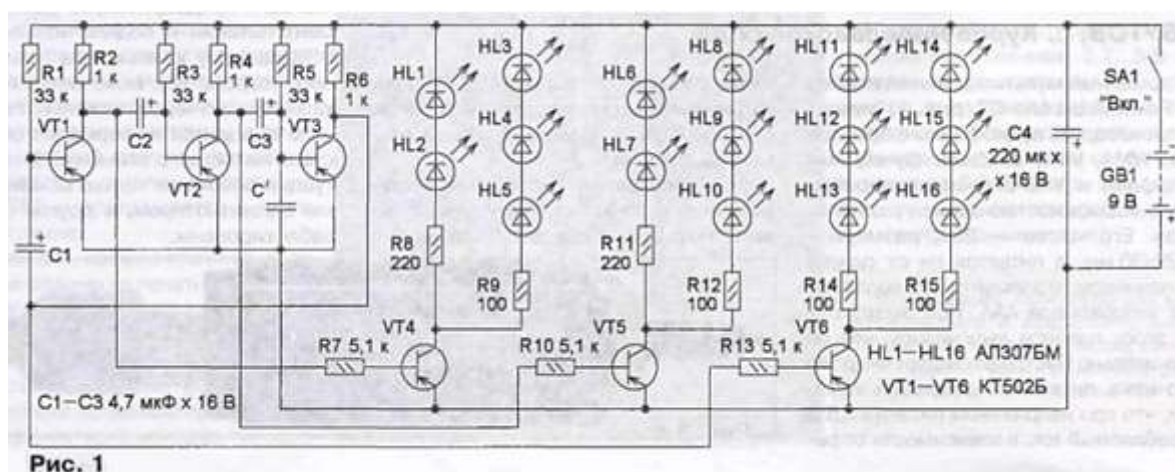 R1
33 к
R2
1 к
R3
33 к
R4
1 к
R5
33 к
R6
1 к
VT1
C2
VT2
C3
VT3
C
C1
HL1
HL2
HL3
HL4
HL5
R8
220
R9
100
HL6
HL7
R11
220
HL8
HL9
HL10
R12
100
HL11
HL12
HL13
R14
100
HL14
HL15
HL16
R15
100
SA1
"Вкл."
C4
220 мк x
x 16 В
GB1
9 В
VT4
R7 5,1 к
VT5
R10 5,1 к
VT6
R13 5,1 к
HL1–HL16 АЛ307БМ
VT1–VT6 КТ502Б
C1–C3 4,7 мкФ x 16 В
Рис. 1